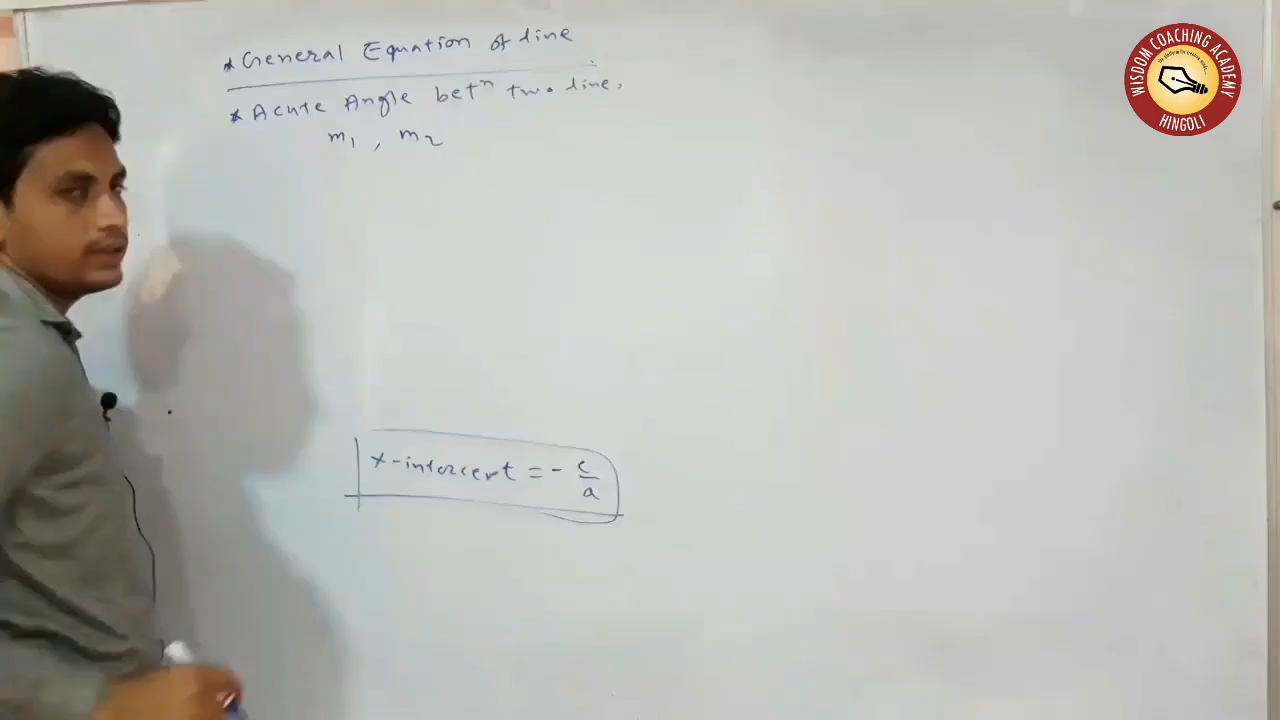 * General Equation of line
* Acute Angle betⁿ two line,
m₁ , m₂
x-intercept = - c/a
WISDOM COACHING ACADEMY
HINGOLI